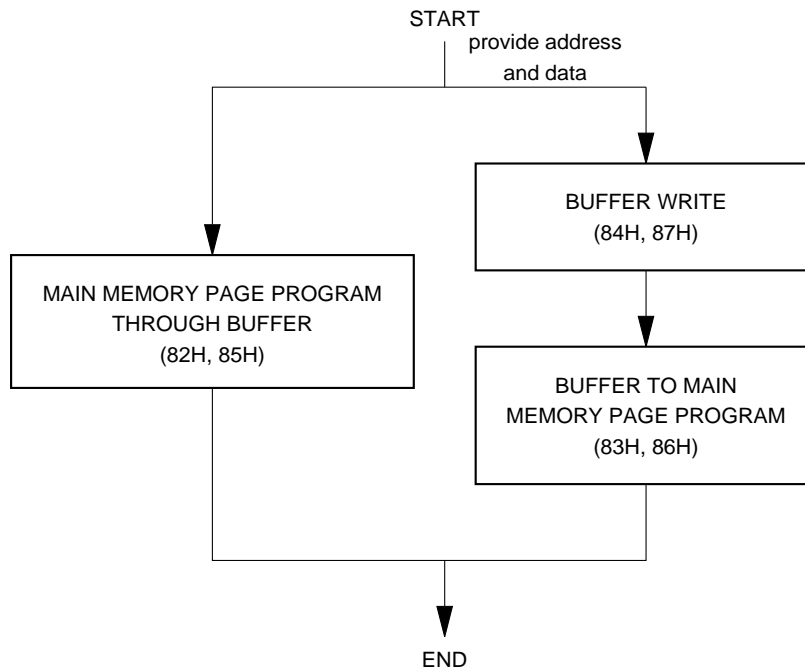 START
provide address
and data
BUFFER WRITE
(84H, 87H)
MAIN MEMORY PAGE PROGRAM
THROUGH BUFFER
(82H, 85H)
BUFFER TO MAIN
MEMORY PAGE PROGRAM
(83H, 86H)
END